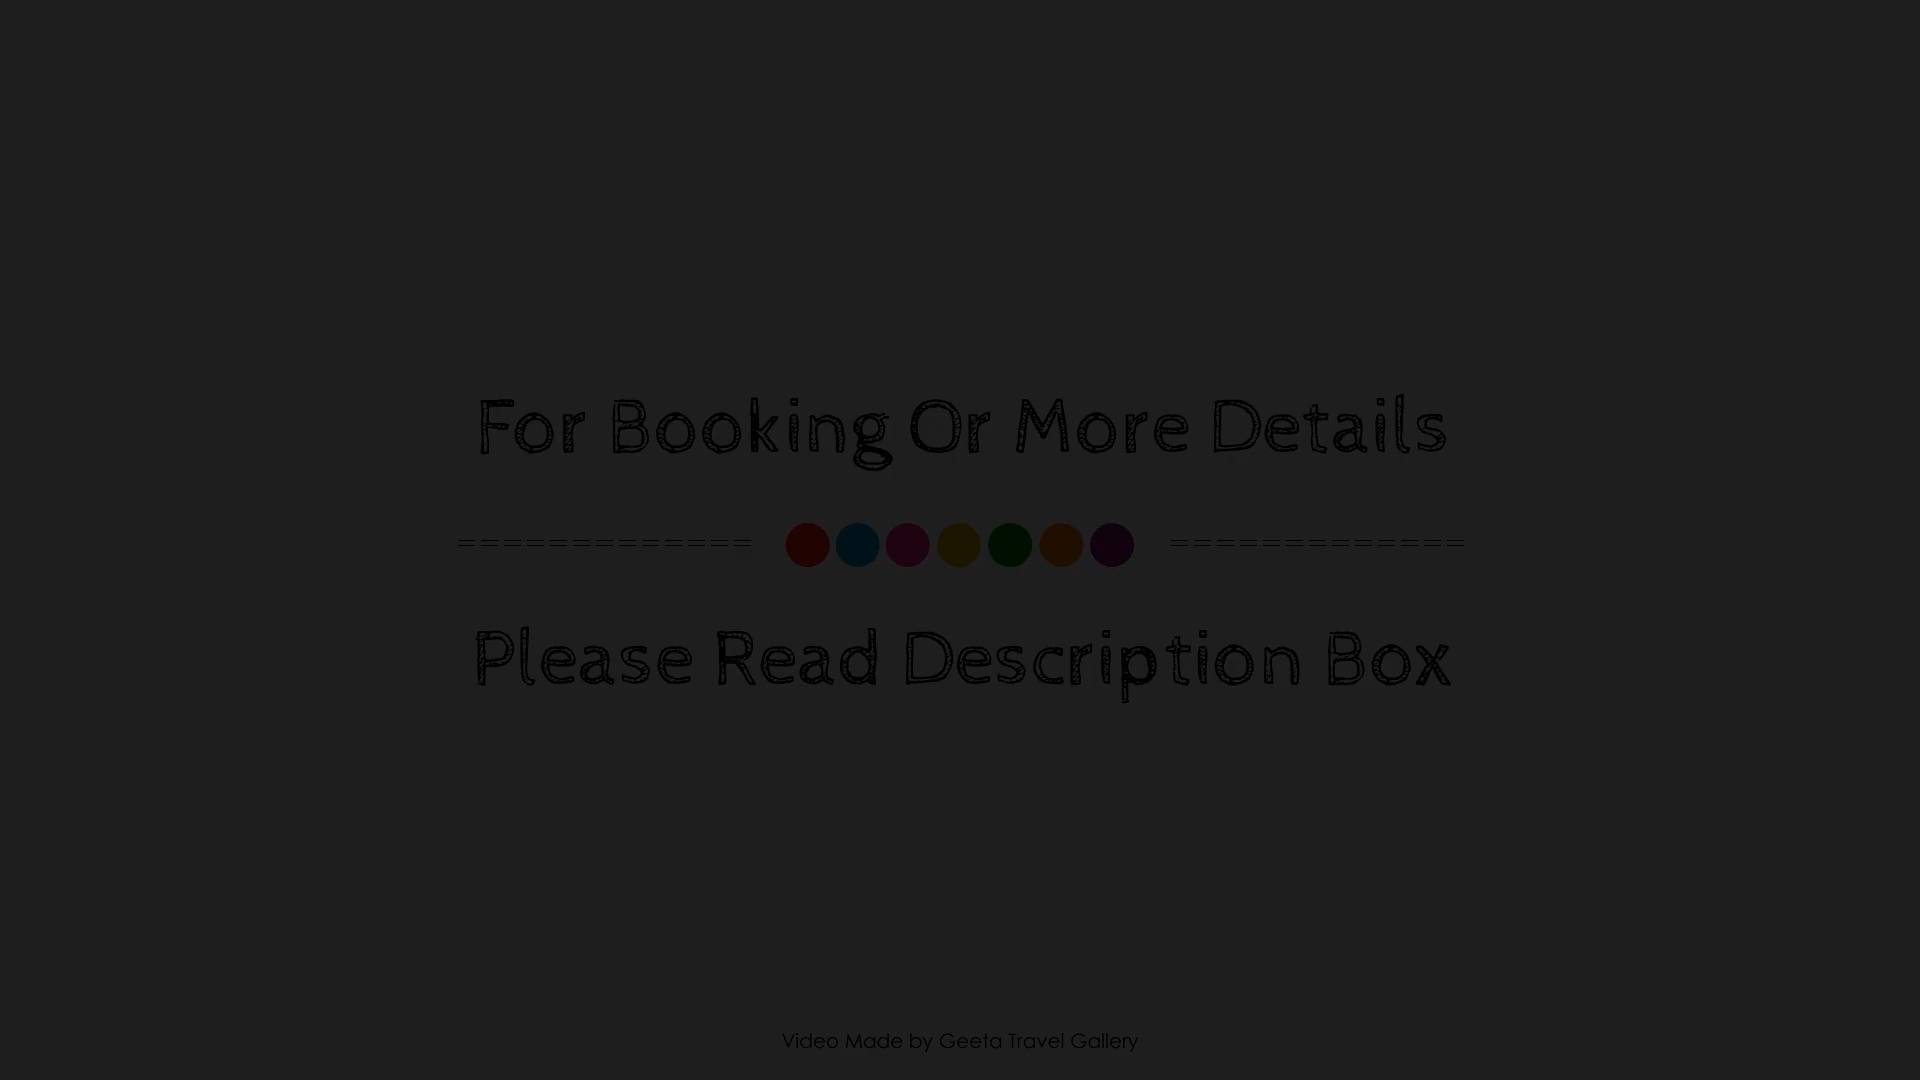 For Booking Or More Details
============= =============
Please Read Description Box
Video Made by Geeta Travel Gallery